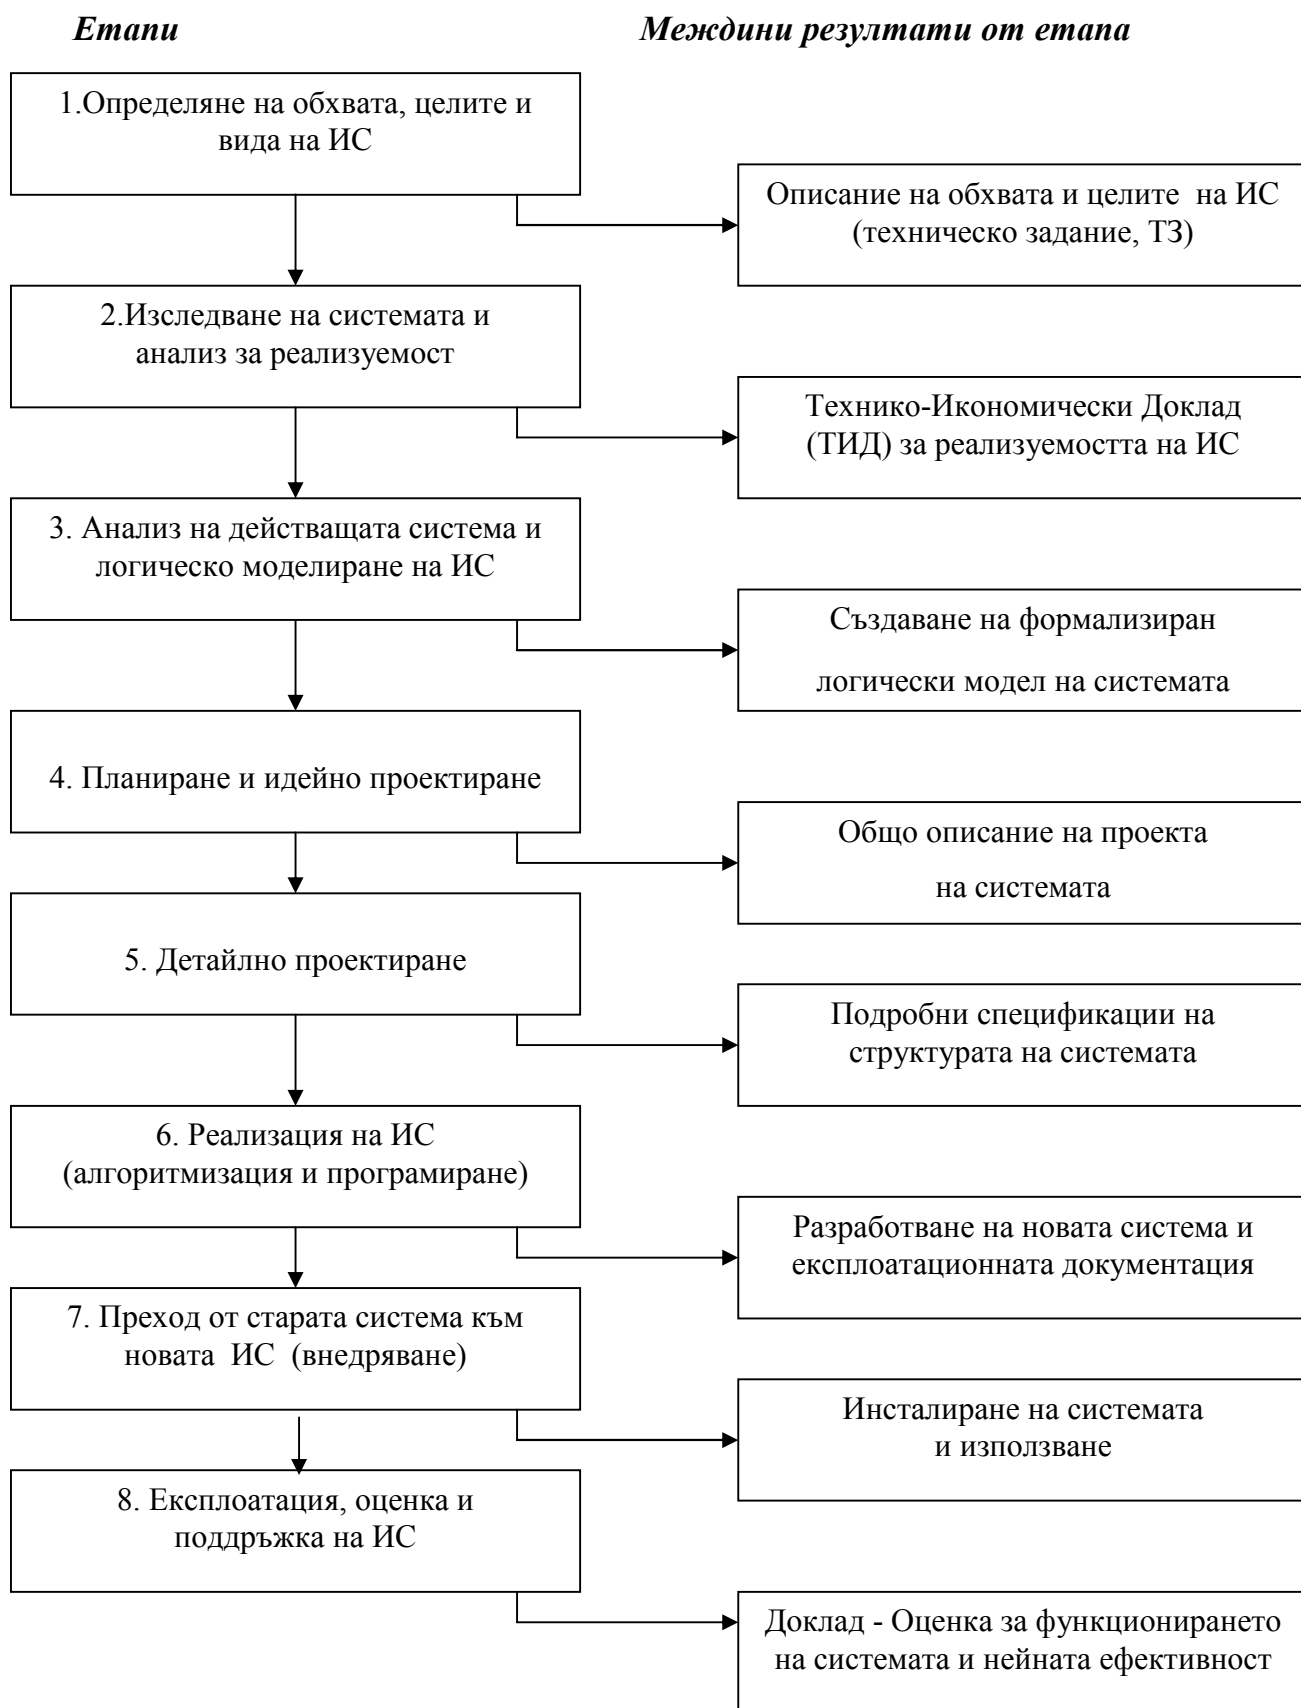 Етапи
Междини резултати от етапа
1.Определяне на обхвата, целите и
вида на ИС
Описание на обхвата и целите на ИС
(техническо задание, ТЗ)
2.Изследване на системата и
анализ за реализуемост
Технико-Икономически Доклад
(ТИД) за реализуемостта на ИС
3. Анализ на действащата система и
логическо моделиране на ИС
Създаване на формализиран
логически модел на системата
4. Планиране и идейно проектиране
Общо описание на проекта
на системата
5. Детайлно проектиране
Подробни спецификации на
структурата на системата
6. Реализация на ИС
(алгоритмизация и програмиране)
Разработване на новата система и
експлоатационната документация
7. Преход от старата система към
новата ИС (внедряване)
Инсталиране на системата
и използване
8. Експлоатация, оценка и
поддръжка на ИС
Доклад - Оценка за функционирането
на системата и нейната ефективност